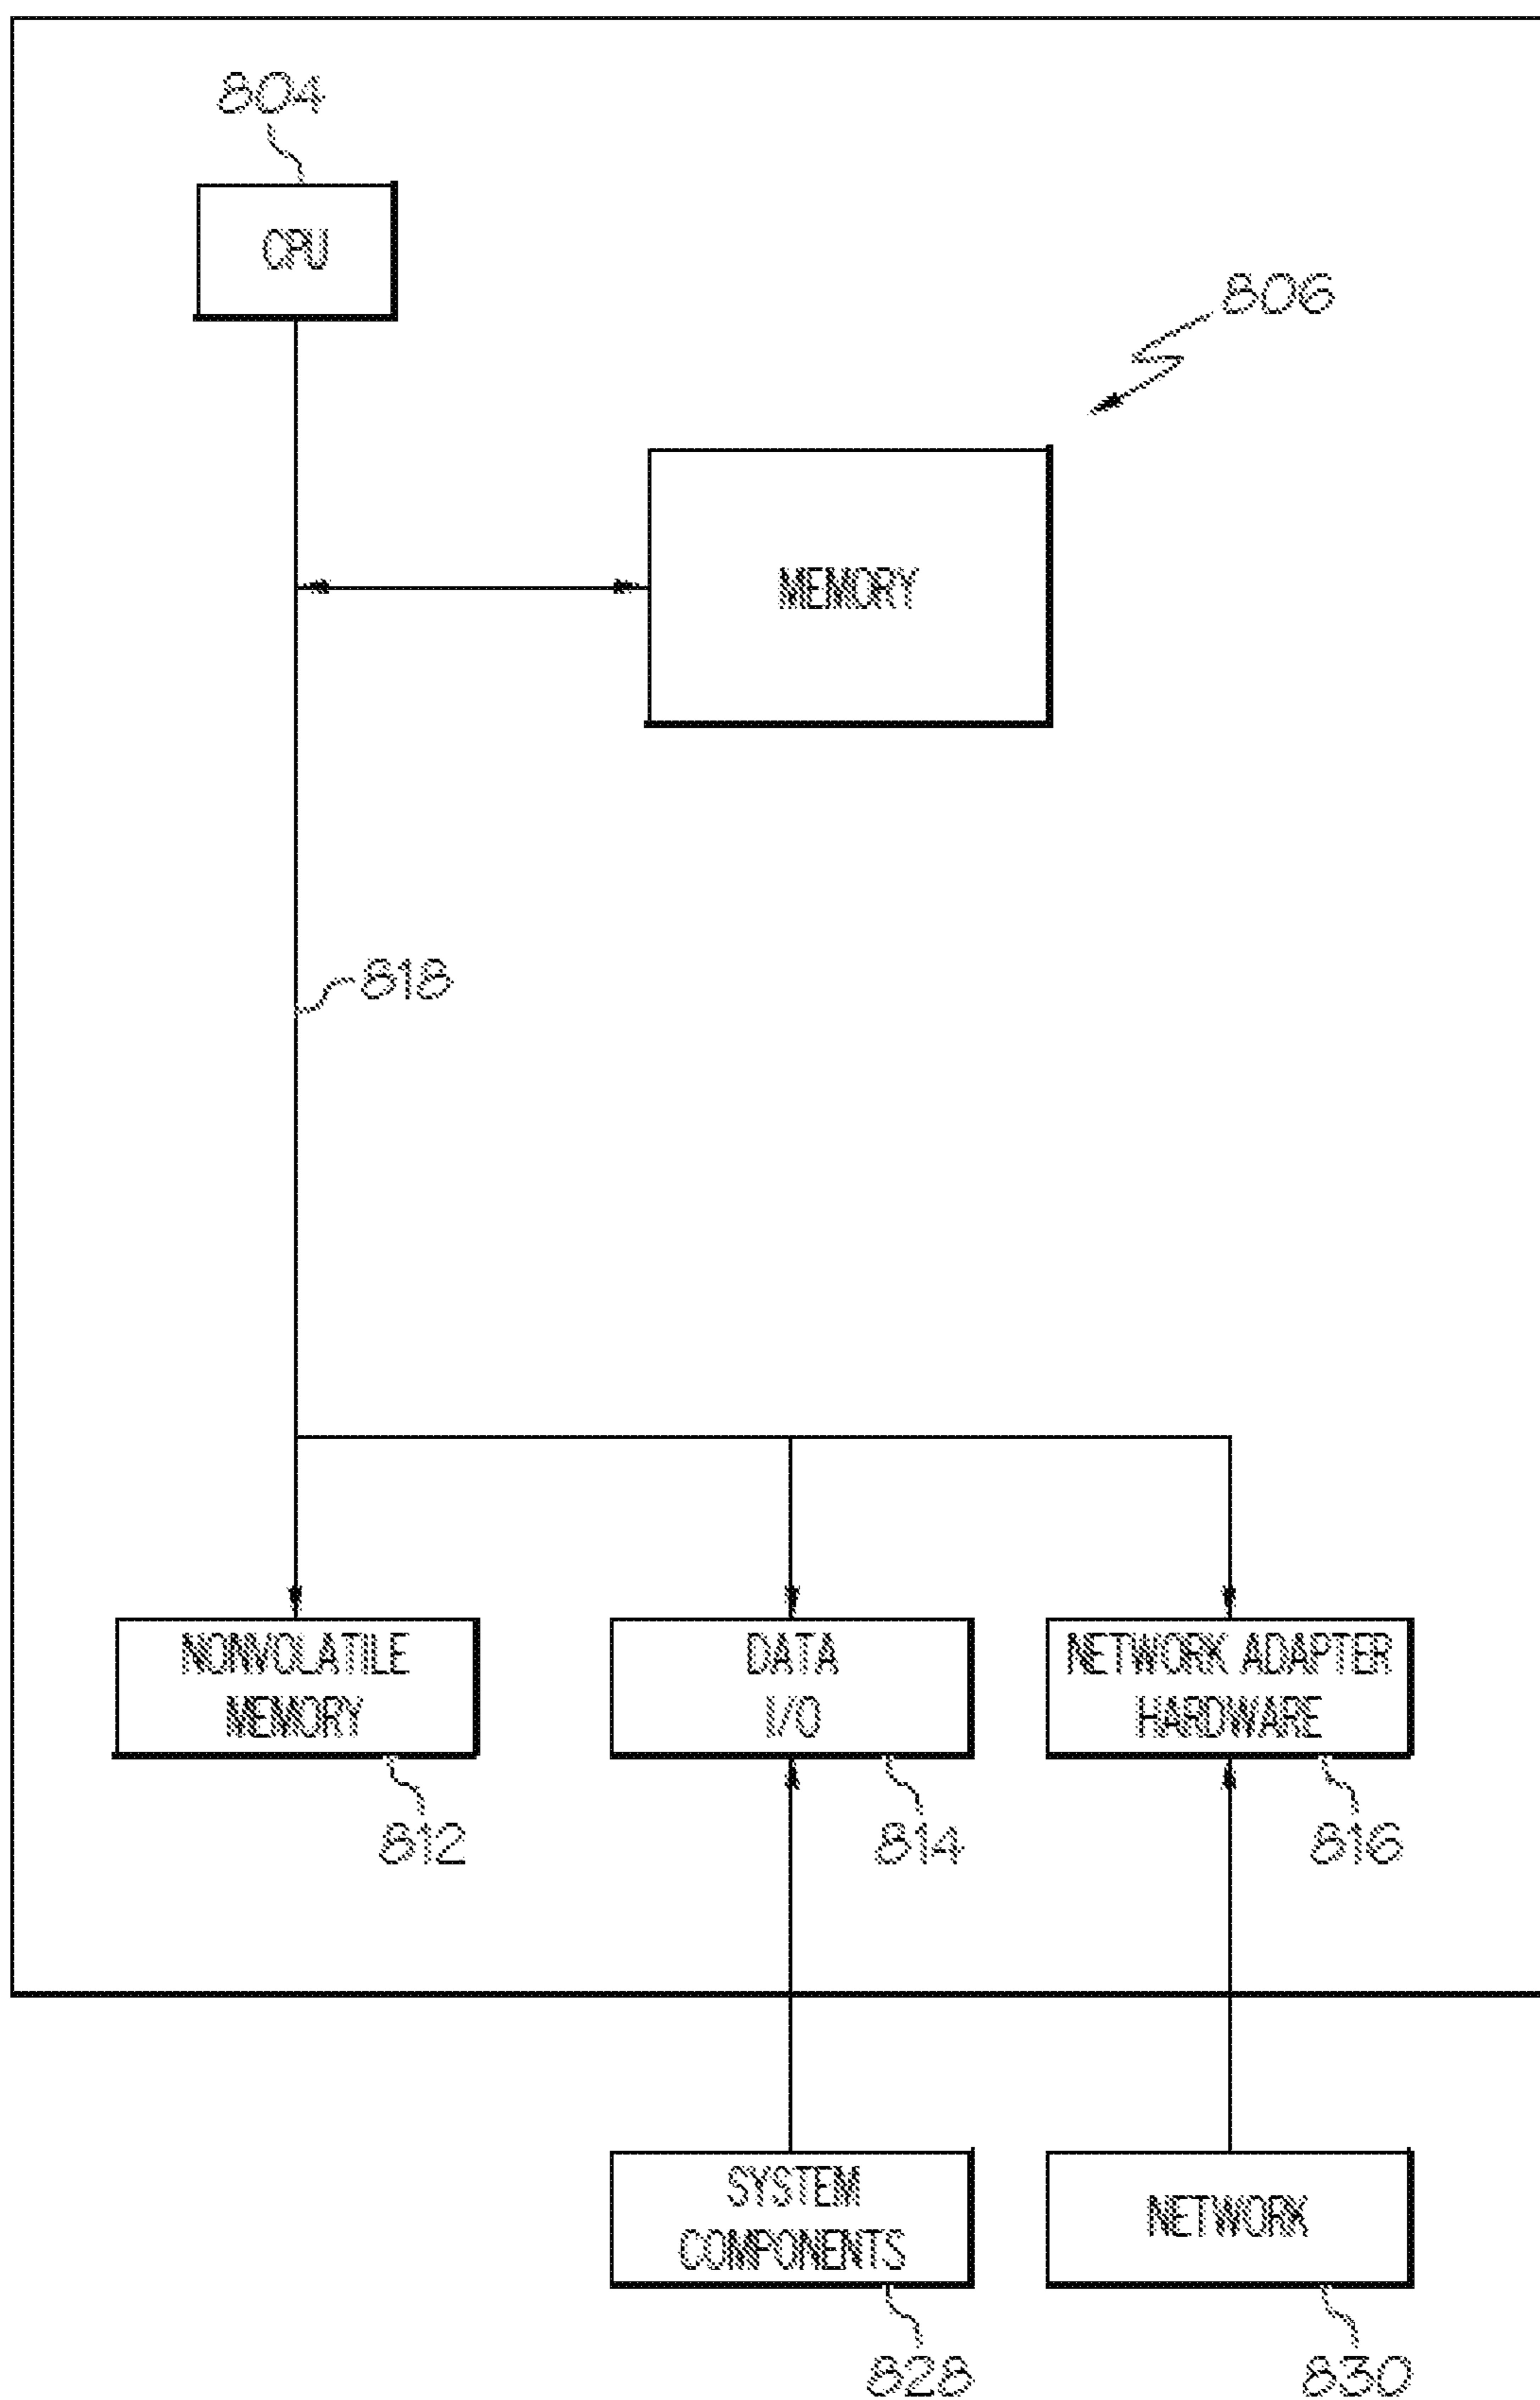 804
CPU
806
MEMORY
818
NONVOLATILE
MEMORY
DATA
I/O
NETWORK ADAPTER
HARDWARE
812
814
816
SYSTEM
COMPONENTS
NETWORK
828
830